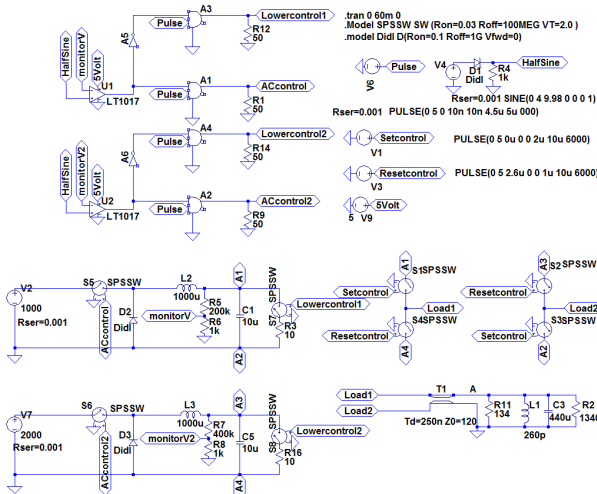 .tran 0 60m 0
.Model SPSSW SW (Ron=0.03 Roff=100MEG VT=2.0 )
.model Didl D(Ron=0.1 Roff=1G Vfwd=0)
A3
Lowercontrol1
Pulse
R12
50
A5
HalfSine
monitorV
5Volt
U1
LT1017
A1
ACcontrol
Pulse
R1
50
A4
Lowercontrol2
Pulse
R14
50
A6
HalfSine
monitorV2
5Volt
U2
LT1017
A2
ACcontrol2
Pulse
R9
50
Pulse
V6
V4
D1
Didl
HalfSine
R4
1k
Rser=0.001 SINE(0 4 9.98 0 0 0 1)
Rser=0.001 PULSE(0 5 0 10n 10n 4.5u 5u 000)
Setcontrol
V1
PULSE(0 5 0u 0 0 2u 10u 6000)
Resetcontrol
V3
PULSE(0 5 2.6u 0 0 1u 10u 6000)
5Volt
5 V9
V2
1000
Rser=0.001
S5 SPSSW
ACcontrol
D2
Didl
L2
1000u
monitorV
R5
200k
R6
1k
A1
C1
10u
A2
SPSSW
S7
Lowercontrol1
R3
10
A1
S1SPSSW
Setcontrol
Load1
Resetcontrol
S4SPSSW
A4
A3
S2 SPSSW
Resetcontrol
Load2
Setcontrol
S3SPSSW
A2
V7
2000
Rser=0.001
S6 SPSSW
ACcontrol2
D3
Didl
L3
1000u
monitorV2
R7
400k
R8
1k
A3
C5
10u
A4
SPSSW
S8
Lowercontrol2
R16
10
Load1
Load2
T1
Td=250n Z0=120
A
R11
134
L1
260p
C3
440u
R2